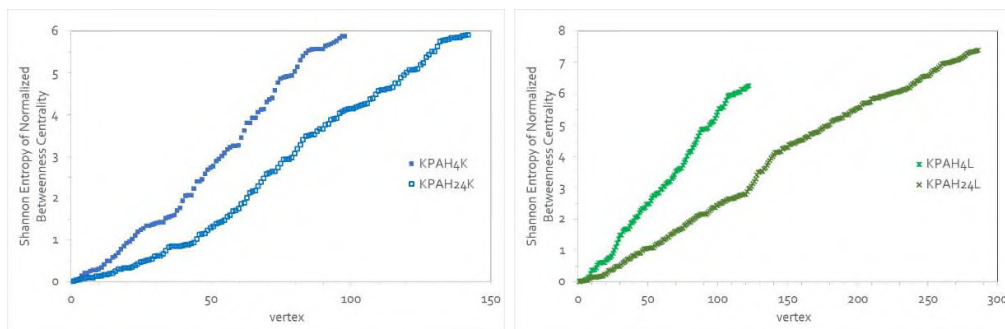 Shannon Entropy of Normalized
Betweenness Centrality
6
5
4
3
2
1
0
0
50
100
150
vertex
KPAH4K
KPAH24K
Shannon Entropy of Normalized
Betweenness Centrality
8
7
6
5
4
3
2
1
0
0
50
100
150
200
250
300
vertex
KPAH4L
KPAH24L